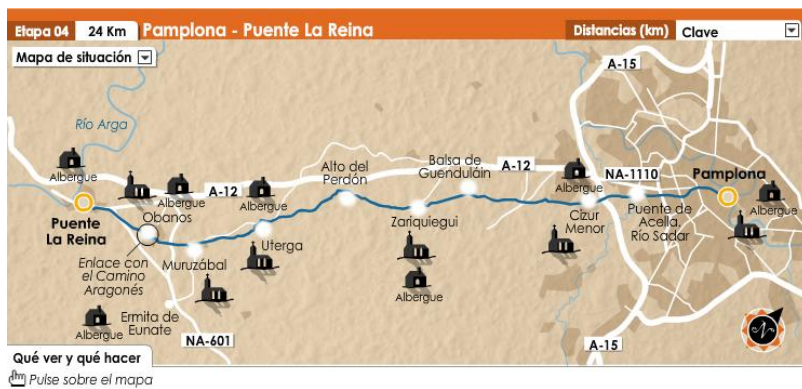 Etapa 04 24 Km Pamplona - Puente La Reina Distancias (km) Clave
Mapa de situación
A-15
Río Arga
Albergue
Alto del
Perdón
Balsa de
Guenduláin
A-12
Albergue
NA-1110
Pamplona
Albergue
A-12
Albergue
Albergue
Puente
La Reina
Obanos
Zariquiegui
Cizur
Menor
Puente de
Acella,
Río Sadar
Enlace con
el Camino
Aragonés
Muruzábal
Uterga
Albergue
Albergue
Ermita de
Eunate
NA-601
A-15
Qué ver y qué hacer
Pulse sobre el mapa